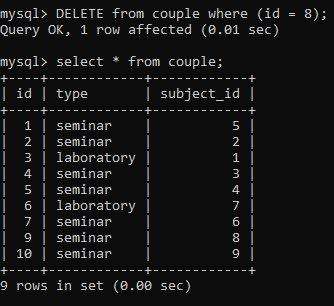 mysql> DELETE from couple where (id = 8);
Query OK, 1 row affected (0.01 sec)
mysql> select * from couple;
+----+------------+------------+
| id | type       | subject_id |
+----+------------+------------+
|  1 | seminar    |          5 |
|  2 | seminar    |          2 |
|  3 | laboratory |          1 |
|  4 | seminar    |          3 |
|  5 | seminar    |          4 |
|  6 | laboratory |          7 |
|  7 | seminar    |          6 |
|  9 | seminar    |          8 |
| 10 | seminar    |          9 |
+----+------------+------------+
9 rows in set (0.00 sec)